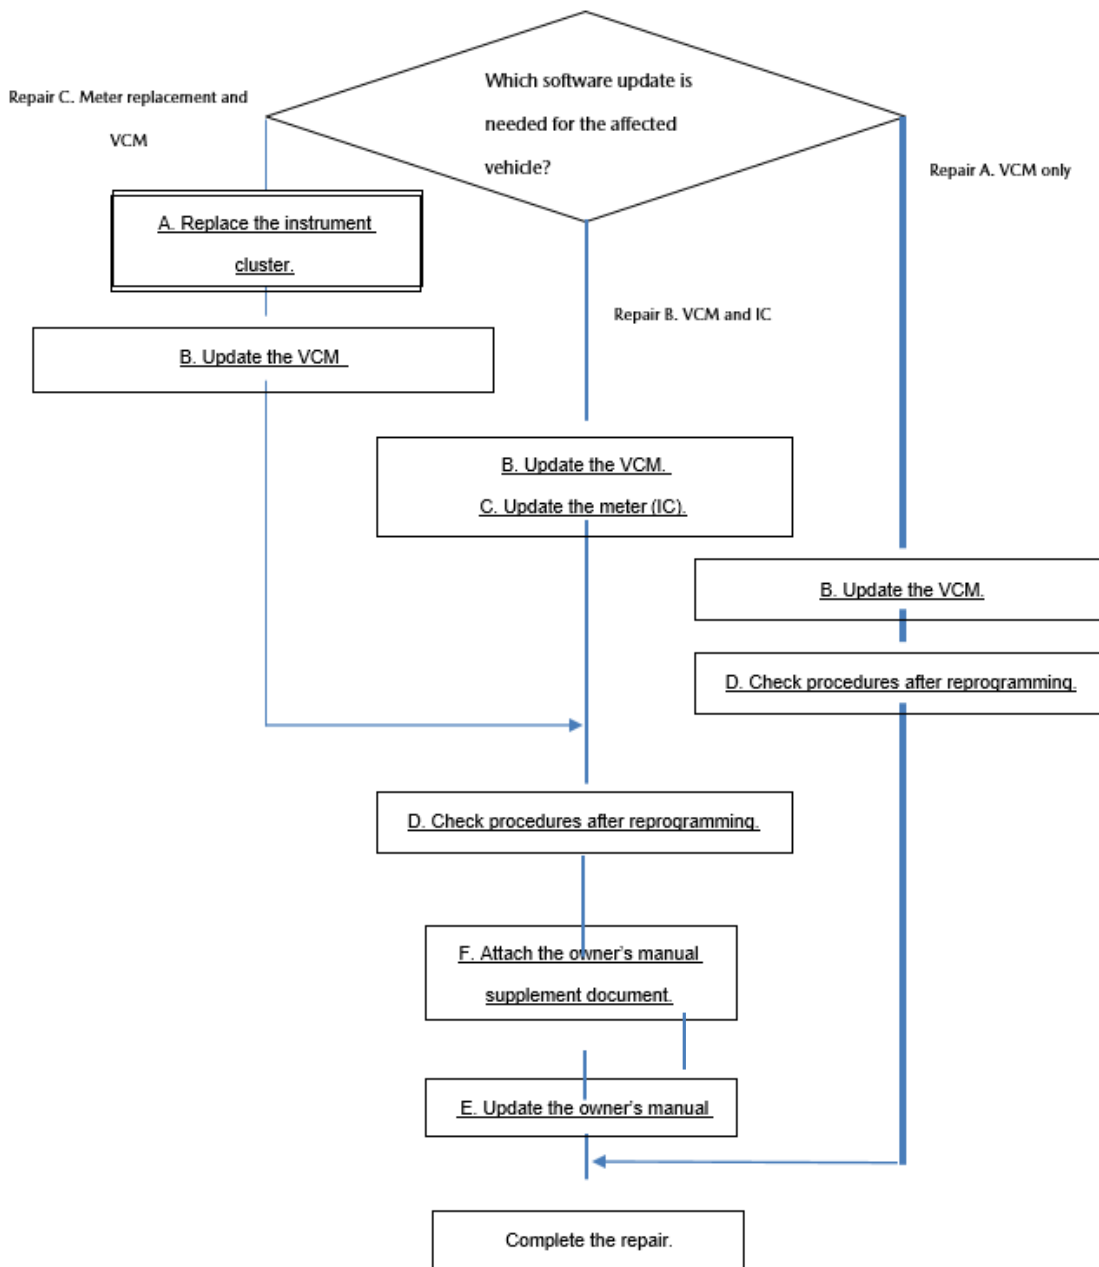 Which software update is
needed for the affected
vehicle?
Repair C. Meter replacement and
VCM
Repair A. VCM only
A. Replace the instrument
cluster.
Repair B. VCM and IC
B. Update the VCM
B. Update the VCM.
C. Update the meter (IC).
B. Update the VCM.
D. Check procedures after reprogramming.
D. Check procedures after reprogramming.
F. Attach the owner's manual
supplement document.
E. Update the owner's manual
Complete the repair.